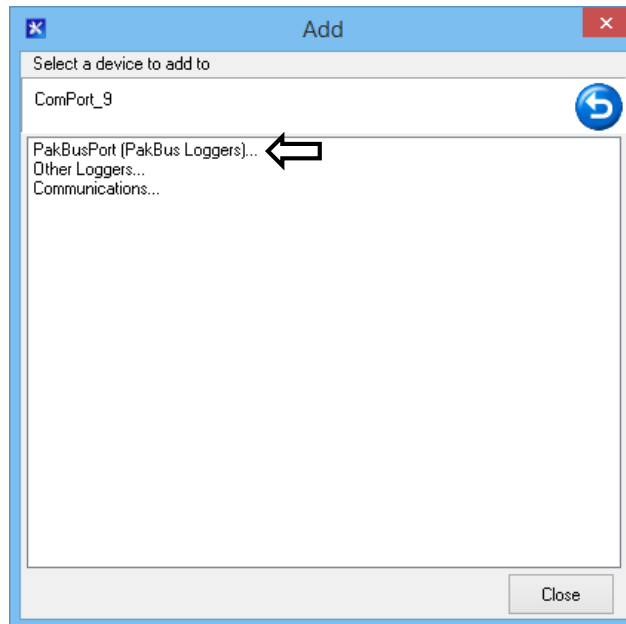 Add
Select a device to add to
ComPort_9
PakBusPort (PakBus Loggers)...
Other Loggers...
Communications...
Close